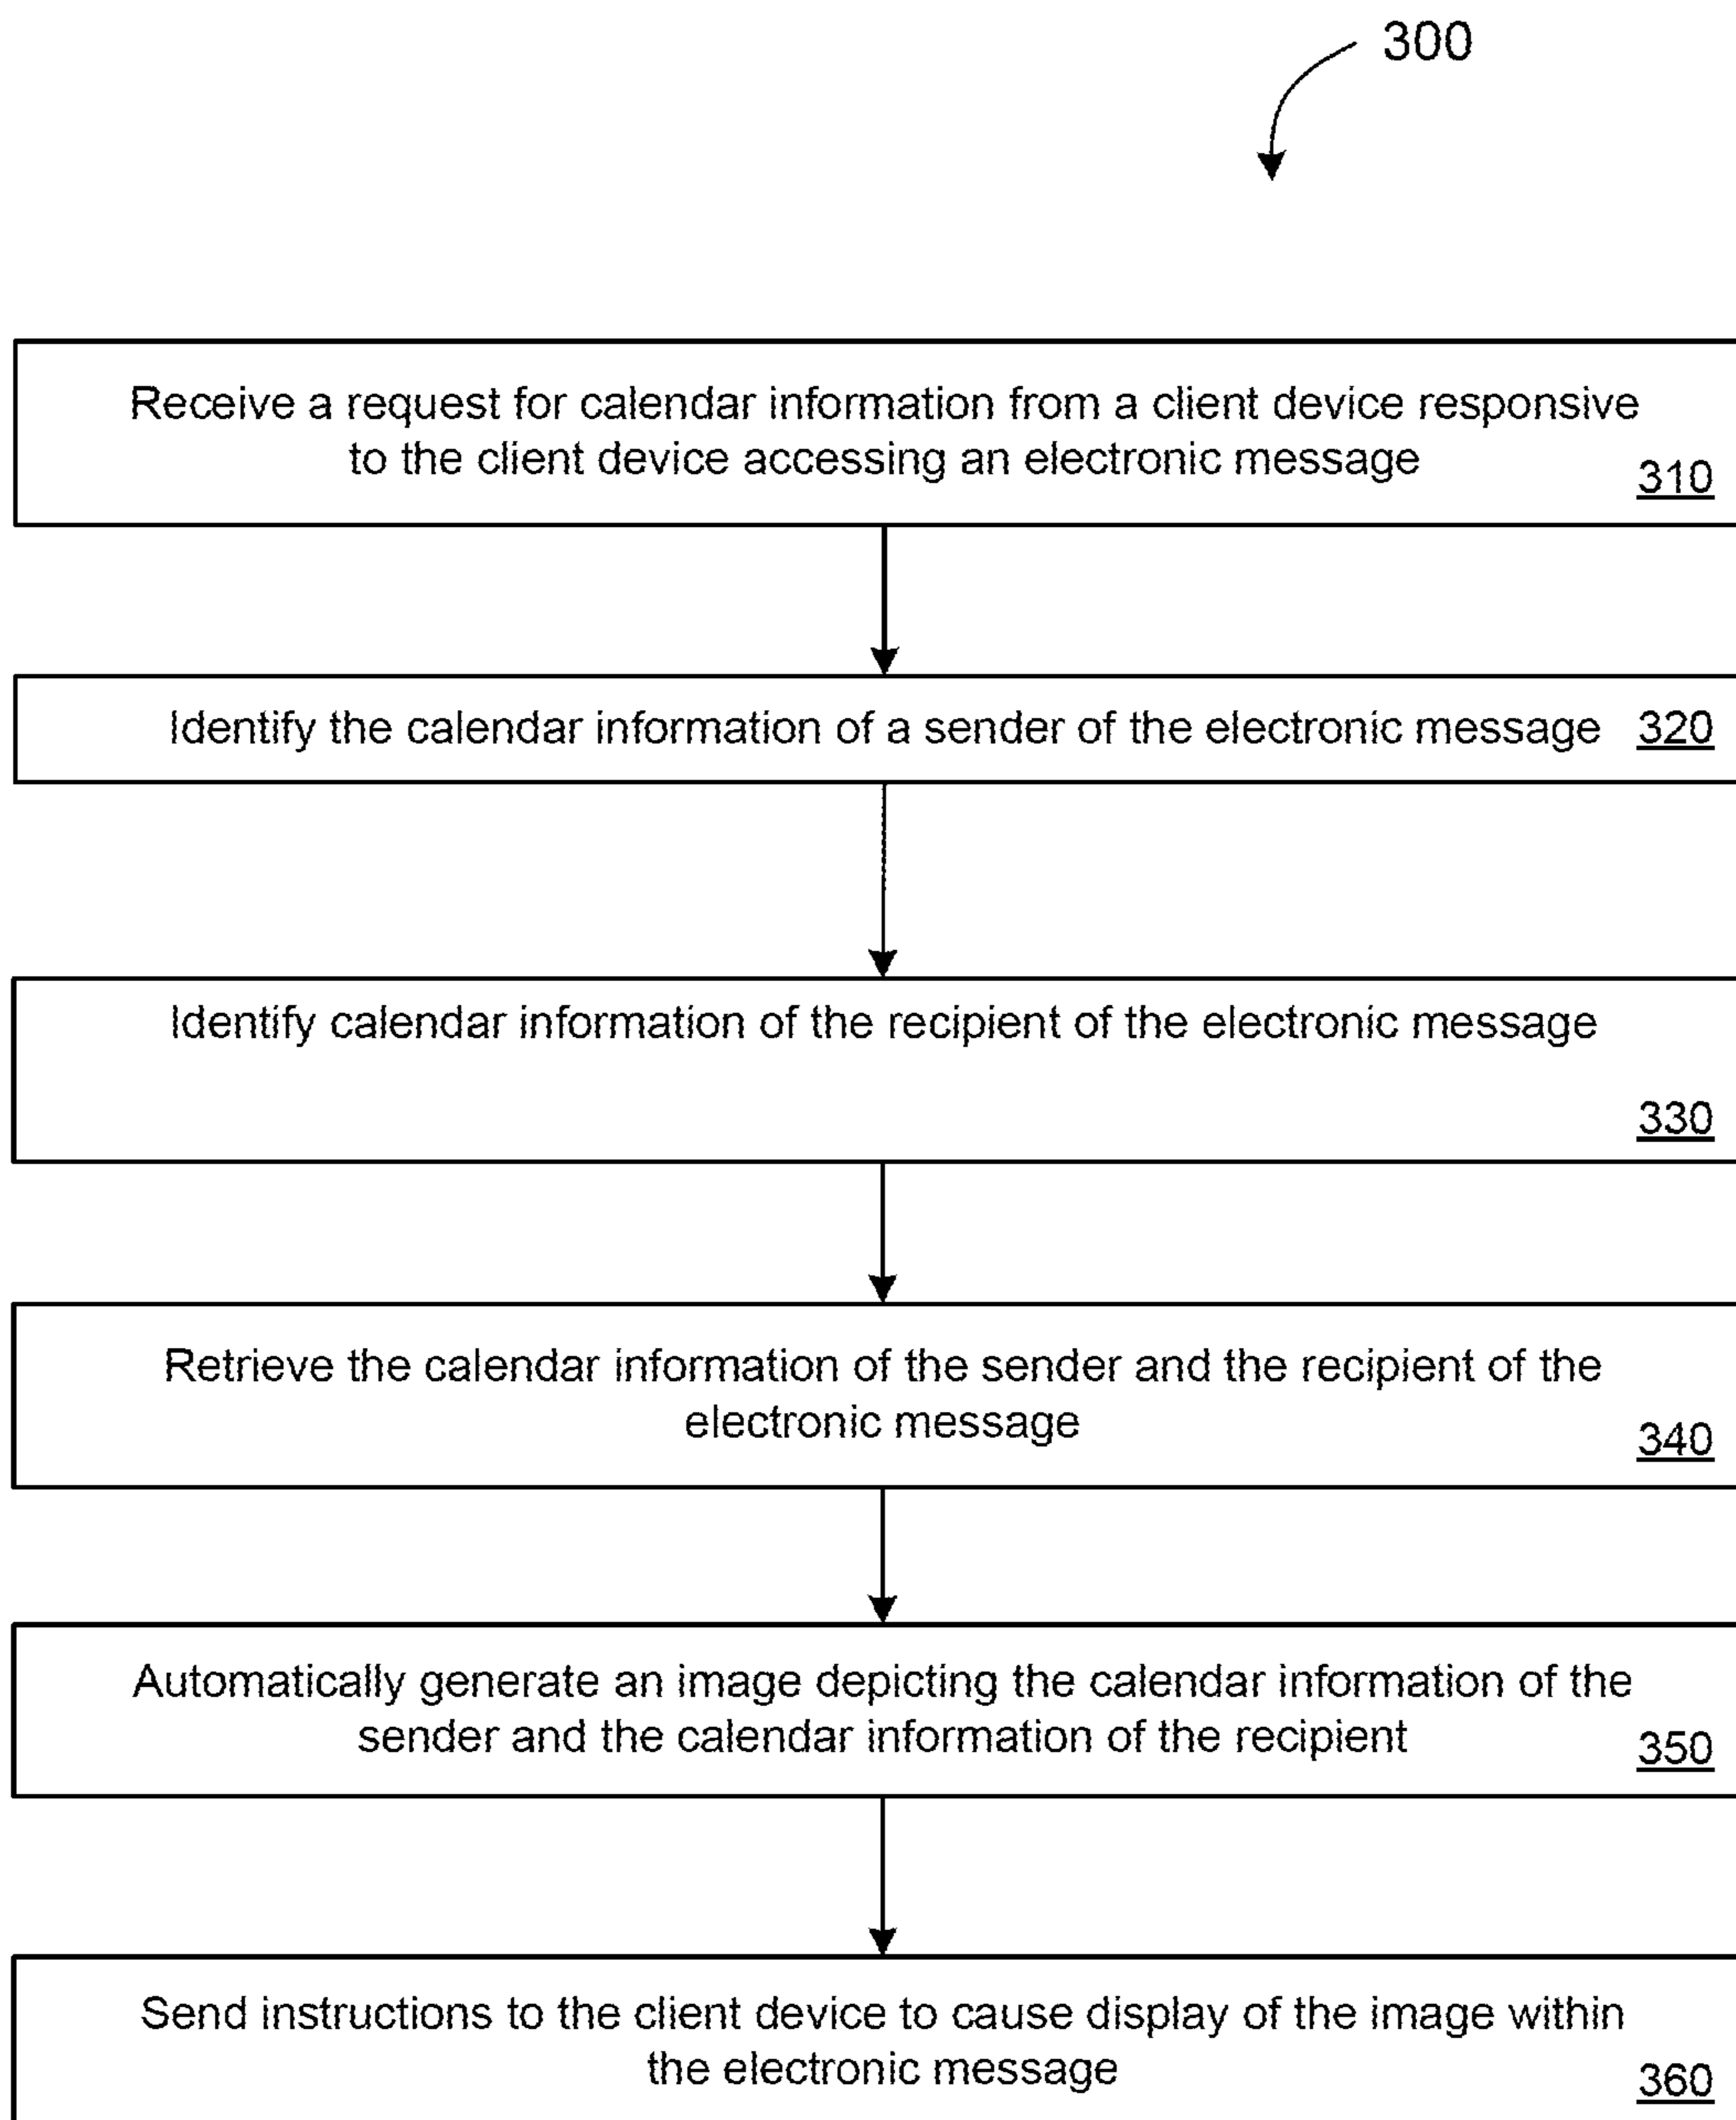 300
Receive a request for calendar information from a client device responsive
to the client device accessing an electronic message
310
Identify the calendar information of a sender of the electronic message 320
Identify calendar information of the recipient of the electronic message
330
Retrieve the calendar information of the sender and the recipient of the
electronic message
340
Automatically generate an image depicting the calendar information of the
sender and the calendar information of the recipient
350
Send instructions to the client device to cause display of the image within
the electronic message
360